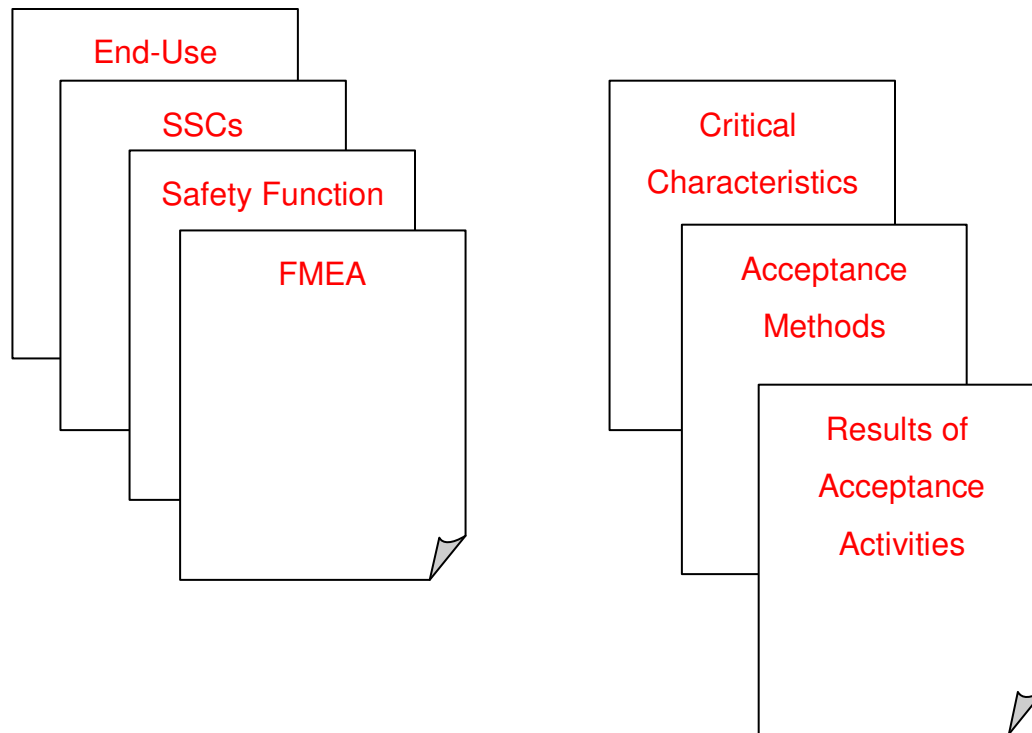 End-Use
SSCs
Safety Function
FMEA
Critical
Characteristics
Acceptance
Methods
Results of
Acceptance
Activities